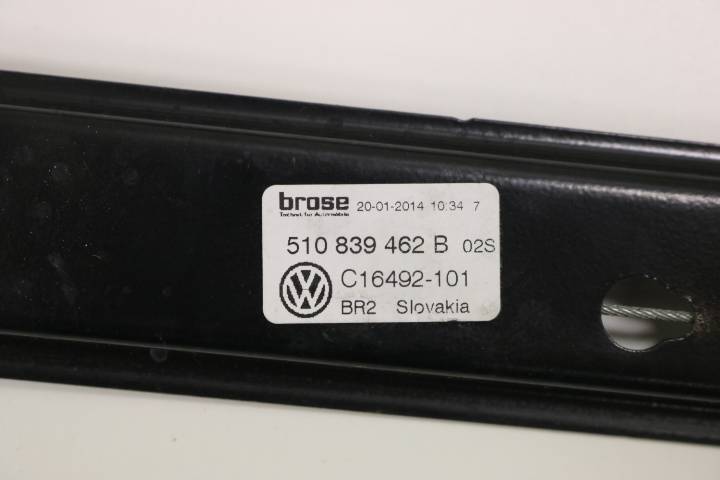 brose 20-01-2014 10:34 7
Technik für Automobile
510 839 462 B 02S
C16492-101
BR2 Slovakia